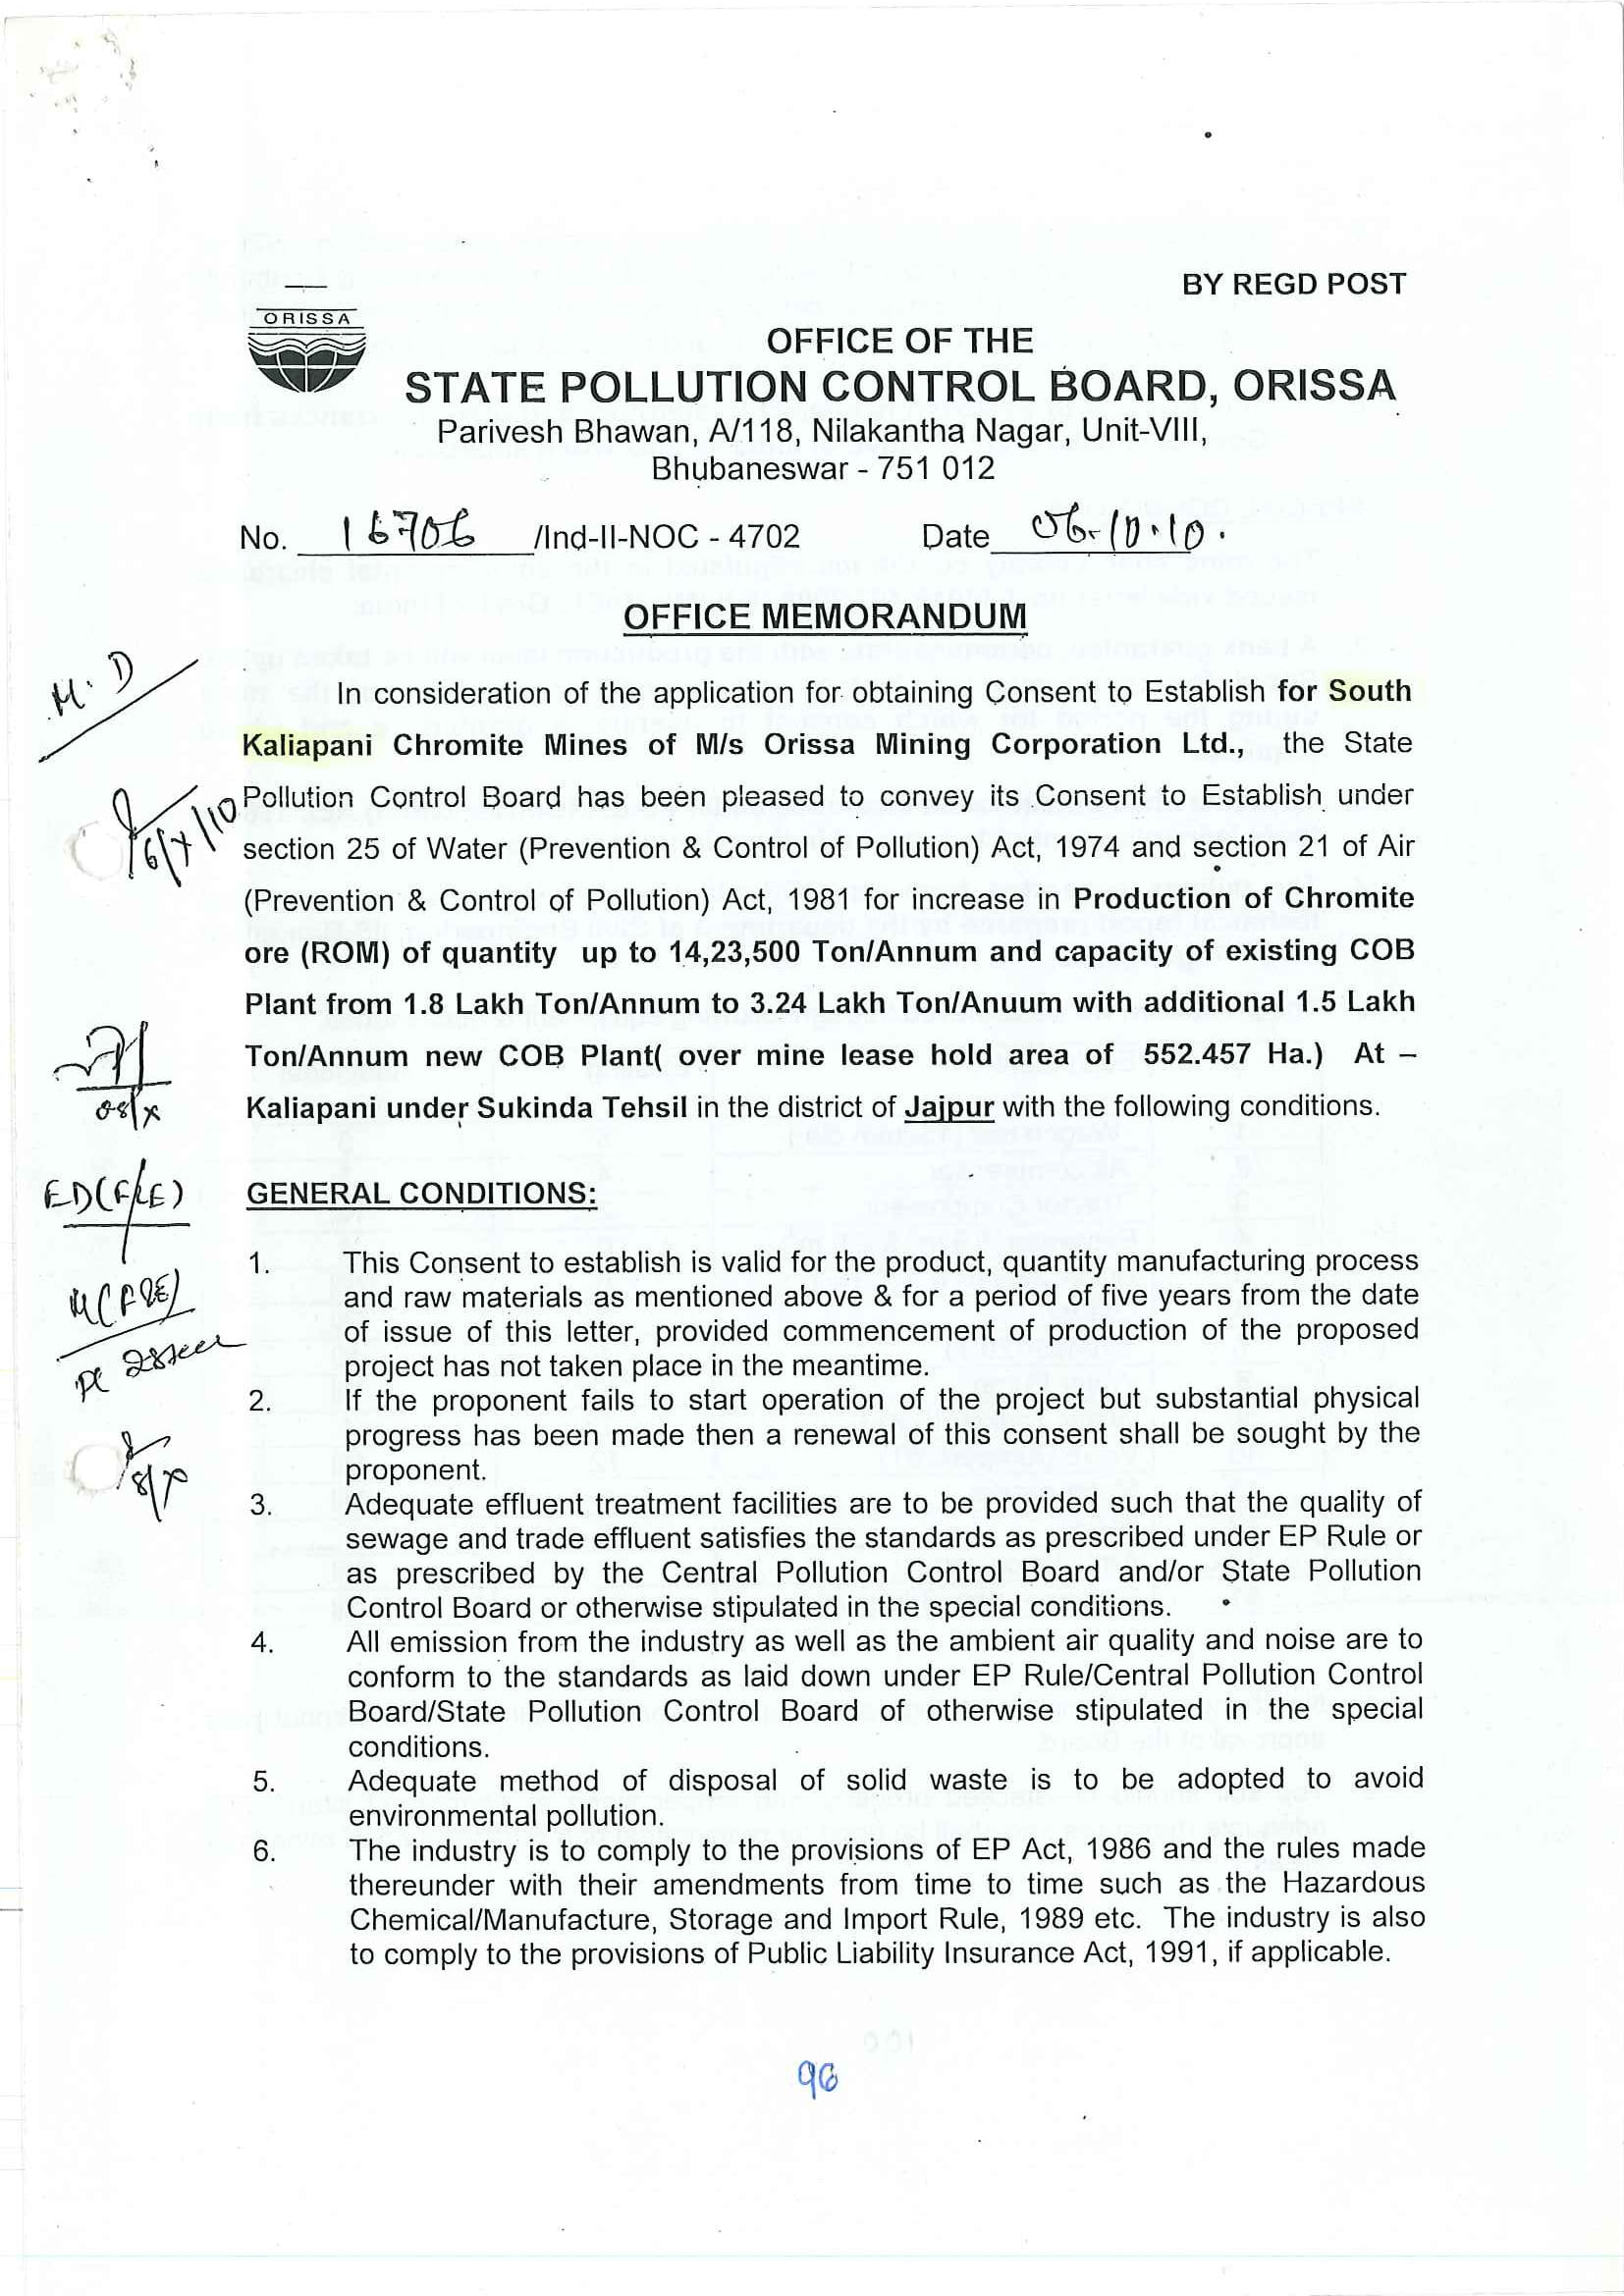 BY REGD POST
ORISSA
OFFICE OF THE
STATE POLLUTION CONTROL BOARD, ORISSA
Parivesh Bhawan, A/118, Nilakantha Nagar, Unit-VIII,
Bhubaneswar - 751 012
No. 16706 /Ind-II-NOC - 4702 Date 06-10.10.
OFFICE MEMORANDUM
M.D
In consideration of the application for obtaining Consent to Establish for South
Kaliapani Chromite Mines of M/s Orissa Mining Corporation Ltd., the State
Pollution Control Board has been pleased to convey its Consent to Establish under
6/X/10
section 25 of Water (Prevention & Control of Pollution) Act, 1974 and section 21 of Air
(Prevention & Control of Pollution) Act, 1981 for increase in Production of Chromite
ore (ROM) of quantity up to 14,23,500 Ton/Annum and capacity of existing COB
Plant from 1.8 Lakh Ton/Annum to 3.24 Lakh Ton/Anuum with additional 1.5 Lakh
Ton/Annum new COB Plant( over mine lease hold area of 552.457 Ha.) At –
08/X
Kaliapani under Sukinda Tehsil in the district of Jajpur with the following conditions.
ED(F&E)
GENERAL CONDITIONS:
1. This Consent to establish is valid for the product, quantity manufacturing process
M(F&E)
and raw materials as mentioned above & for a period of five years from the date
of issue of this letter, provided commencement of production of the proposed
project has not taken place in the meantime.
2. If the proponent fails to start operation of the project but substantial physical
progress has been made then a renewal of this consent shall be sought by the
proponent.
8/X
3. Adequate effluent treatment facilities are to be provided such that the quality of
sewage and trade effluent satisfies the standards as prescribed under EP Rule or
as prescribed by the Central Pollution Control Board and/or State Pollution
Control Board or otherwise stipulated in the special conditions.
4. All emission from the industry as well as the ambient air quality and noise are to
conform to the standards as laid down under EP Rule/Central Pollution Control
Board/State Pollution Control Board of otherwise stipulated in the special
conditions.
5. Adequate method of disposal of solid waste is to be adopted to avoid
environmental pollution.
6. The industry is to comply to the provisions of EP Act, 1986 and the rules made
thereunder with their amendments from time to time such as the Hazardous
Chemical/Manufacture, Storage and Import Rule, 1989 etc. The industry is also
to comply to the provisions of Public Liability Insurance Act, 1991, if applicable.
96